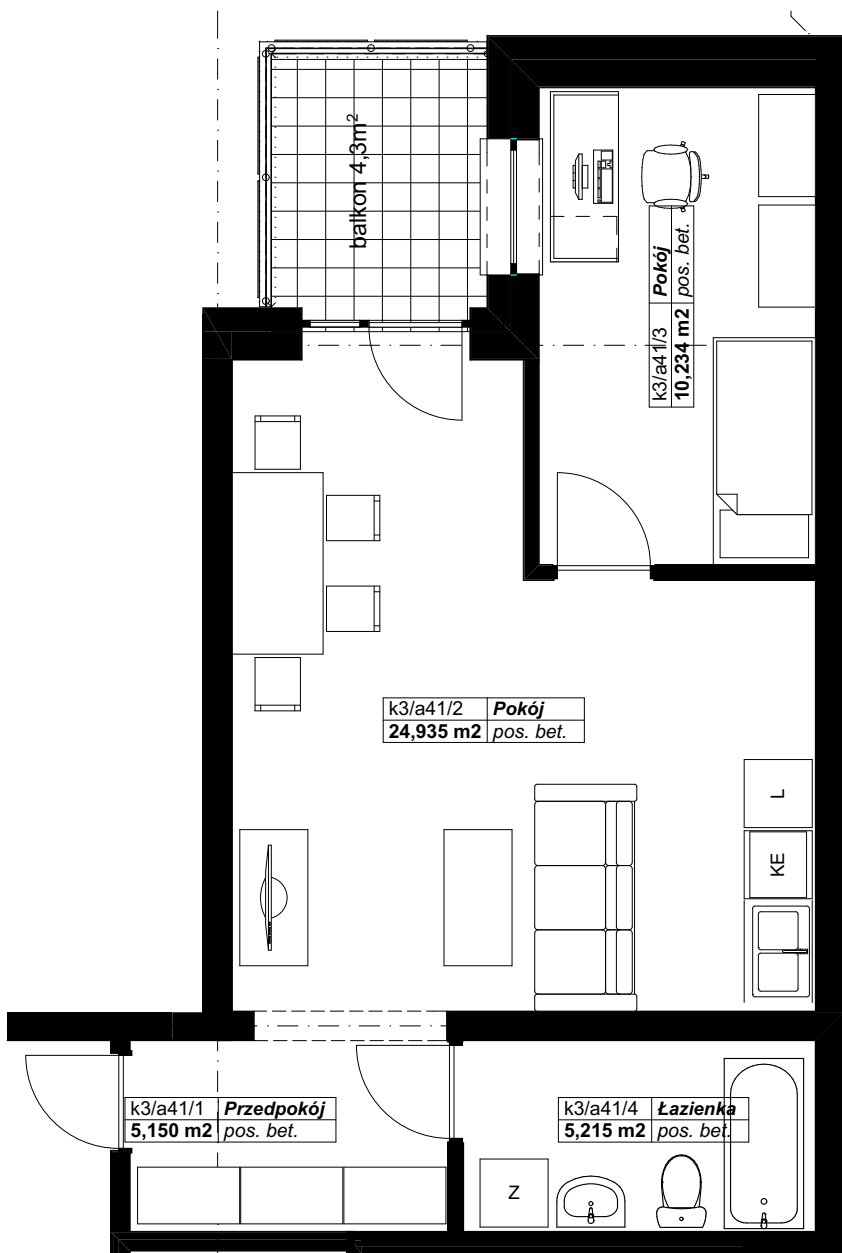 balkon 4,3m²
k3/a41/3 Pokój
10,234 m2 pos. bet.
k3/a41/2 Pokój
24,935 m2 pos. bet.
L
KE
k3/a41/1 Przedpokój
5,150 m2 pos. bet.
k3/a41/4 Łazienka
5,215 m2 pos. bet.
Z